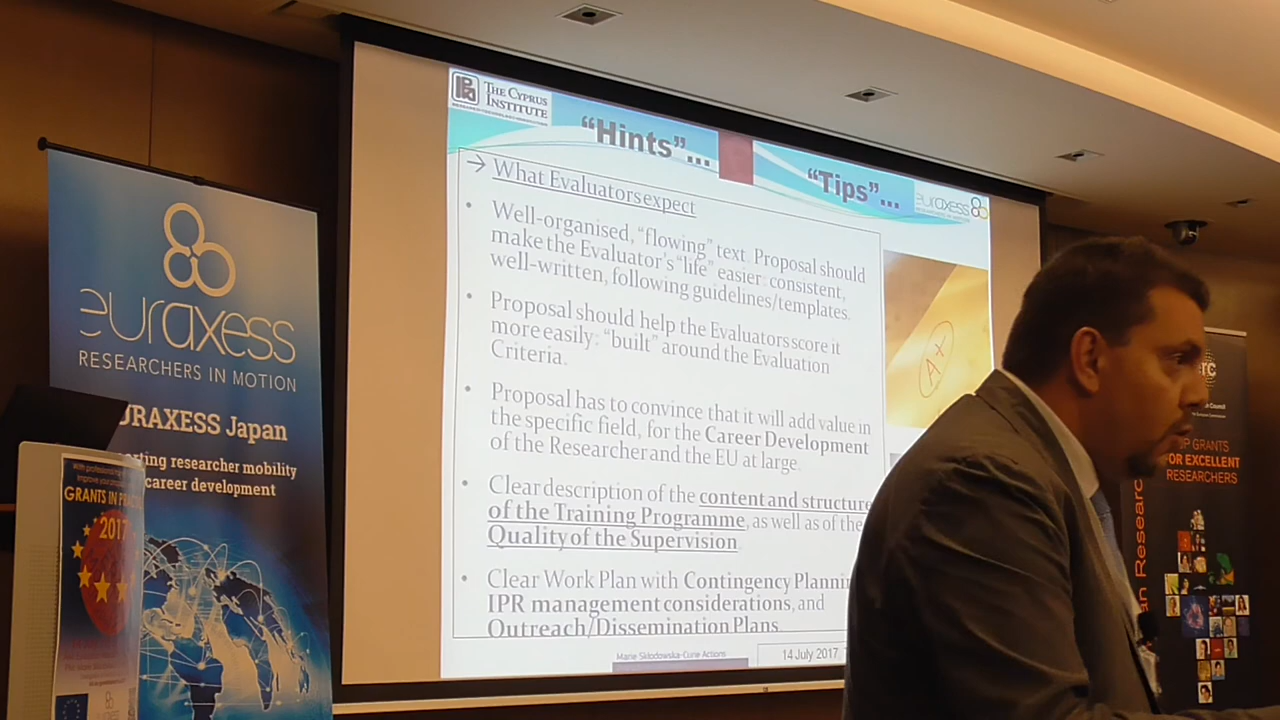 THE CYPRUS
INSTITUTE
"Hints"...
"Tips"...
euraxess
→ What Evaluators expect
• Well-organised, "flowing" text. Proposal should
make the Evaluator's "life" easier: consistent,
well-written, following guidelines/templates.
• Proposal should help the Evaluators score it
more easily: "built" around the Evaluation
Criteria.
• Proposal has to convince that it will add value in
the specific field, for the Career Development
of the Researcher and the EU at large.
• Clear description of the content and structure
of the Training Programme, as well as of the
Quality of the Supervision
• Clear Work Plan with Contingency
IPR management considerations, and
Outreach/Dissemination Plans
Marie Skłodowska-Curie Actions
14 July 2017,
A+
euraxess
RESEARCHERS IN MOTION
Japan
researcher mobility
career development
GRANTS IN
2017
Council
GRANTS
FOR EXCELLENT
RESEARCHERS